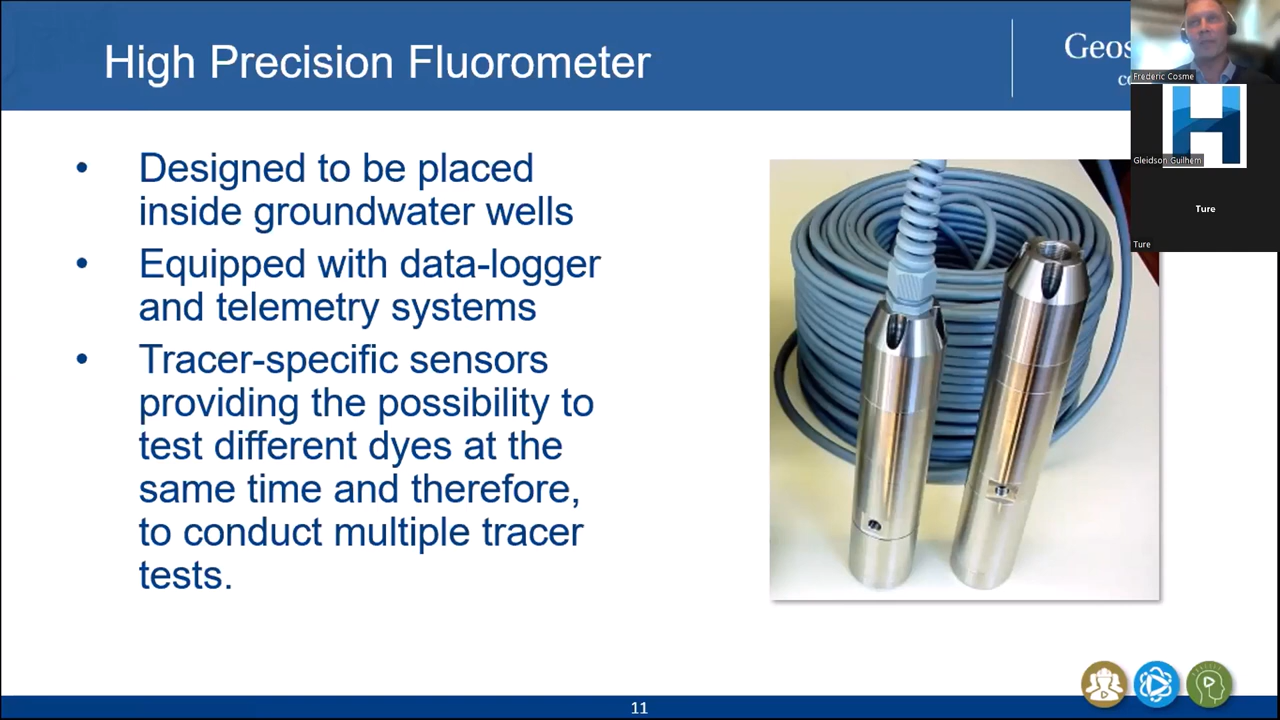 High Precision Fluorometer
Geos
Frederic Cosme
Gleidson Guilhem
Ture
Ture
• Designed to be placed
inside groundwater wells
• Equipped with data-logger
and telemetry systems
• Tracer-specific sensors
providing the possibility to
test different dyes at the
same time and therefore,
to conduct multiple tracer
tests.
11